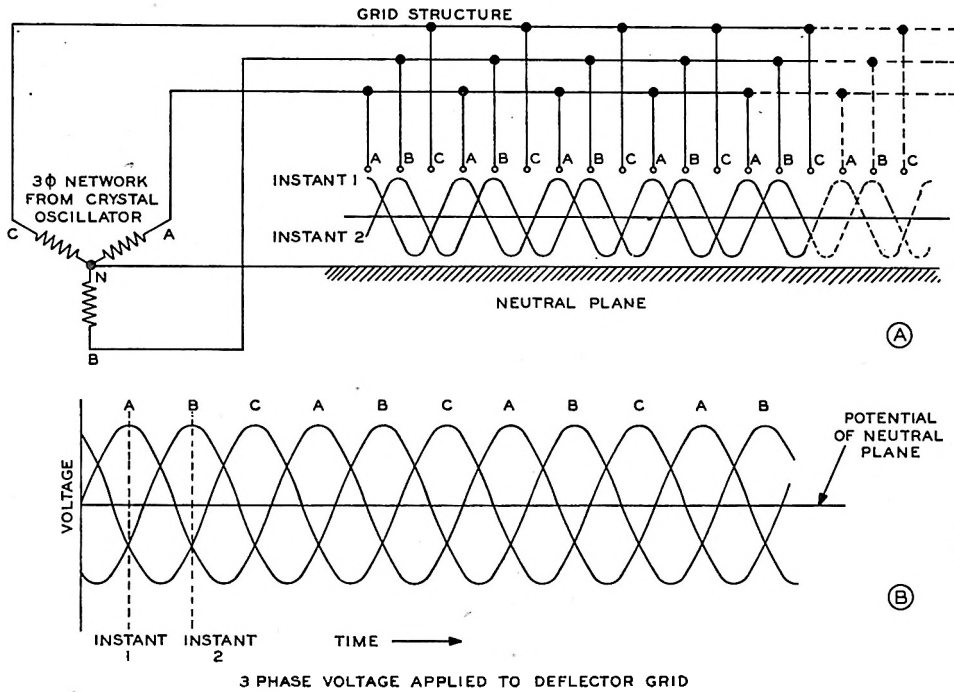 GRID STRUCTURE
A B C A B C A B C A B C A B C A B C
INSTANT 1
INSTANT 2
3Φ NETWORK
FROM CRYSTAL
OSCILLATOR
C
A
N
B
NEUTRAL PLANE
A
A B C A B C A B C A B
POTENTIAL
OF NEUTRAL
PLANE
VOLTAGE
B
INSTANT
1
INSTANT
2
TIME
3 PHASE VOLTAGE APPLIED TO DEFLECTOR GRID